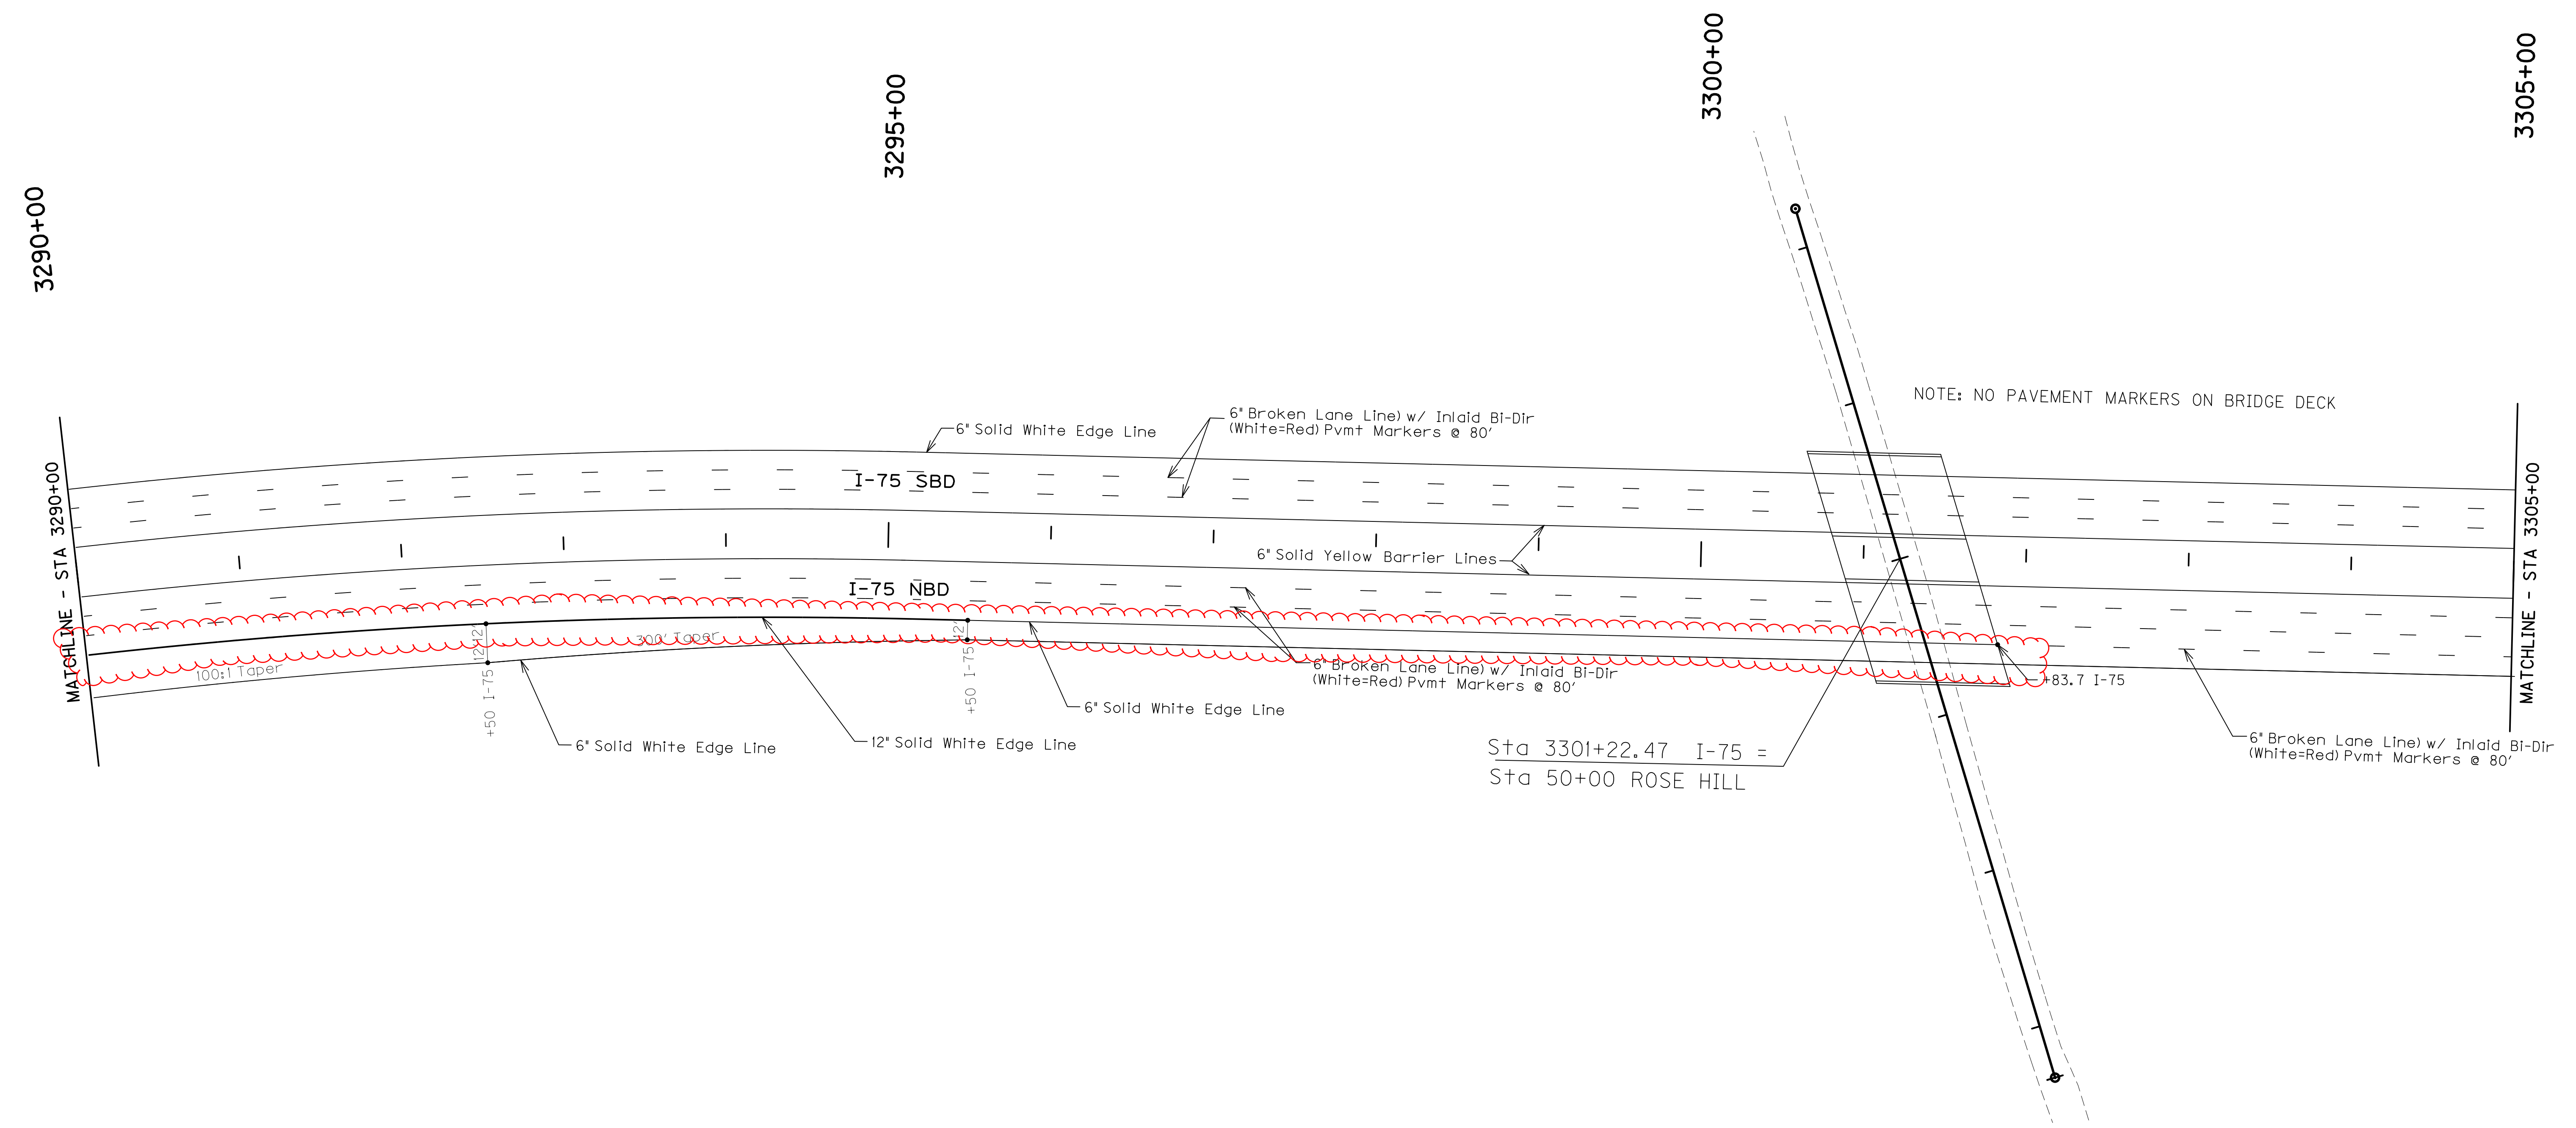 3290+00
3295+00
3300+00
3305+00
MATCHLINE - STA 3290+00
6" Solid White Edge Line
6" Broken Lane Line) w/ Inlaid Bi-Dir
(White=Red) Pvmt Markers @ 80'
NOTE: NO PAVEMENT MARKERS ON BRIDGE DECK
I-75 SBD
MATCHLINE - STA 3305+00
6" Solid Yellow Barrier Lines
I-75 NBD
12'
12'
300' Taper
12'
100:1 Taper
+50 I-75
+50 I-75
6" Broken Lane Line) w/ Inlaid Bi-Dir
(White=Red) Pvmt Markers @ 80'
+83.7 I-75
6" Solid White Edge Line
6" Solid White Edge Line
12" Solid White Edge Line
Sta 3301+22.47 I-75 =
Sta 50+00 ROSE HILL
6" Broken Lane Line) w/ Inlaid Bi-Dir
(White=Red) Pvmt Markers @ 80'